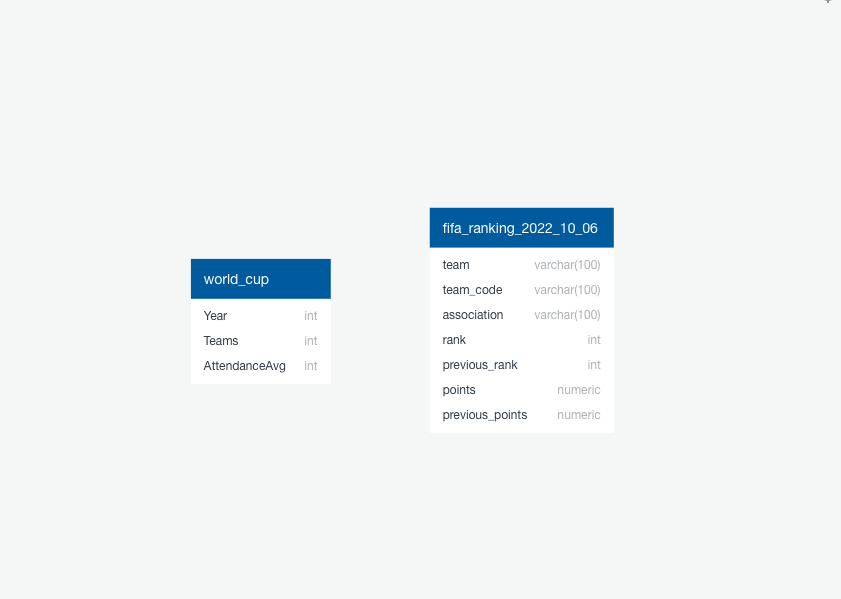 world_cup
Year int
Teams int
AttendanceAvg int
fifa_ranking_2022_10_06
team varchar(100)
team_code varchar(100)
association varchar(100)
rank int
previous_rank int
points numeric
previous_points numeric